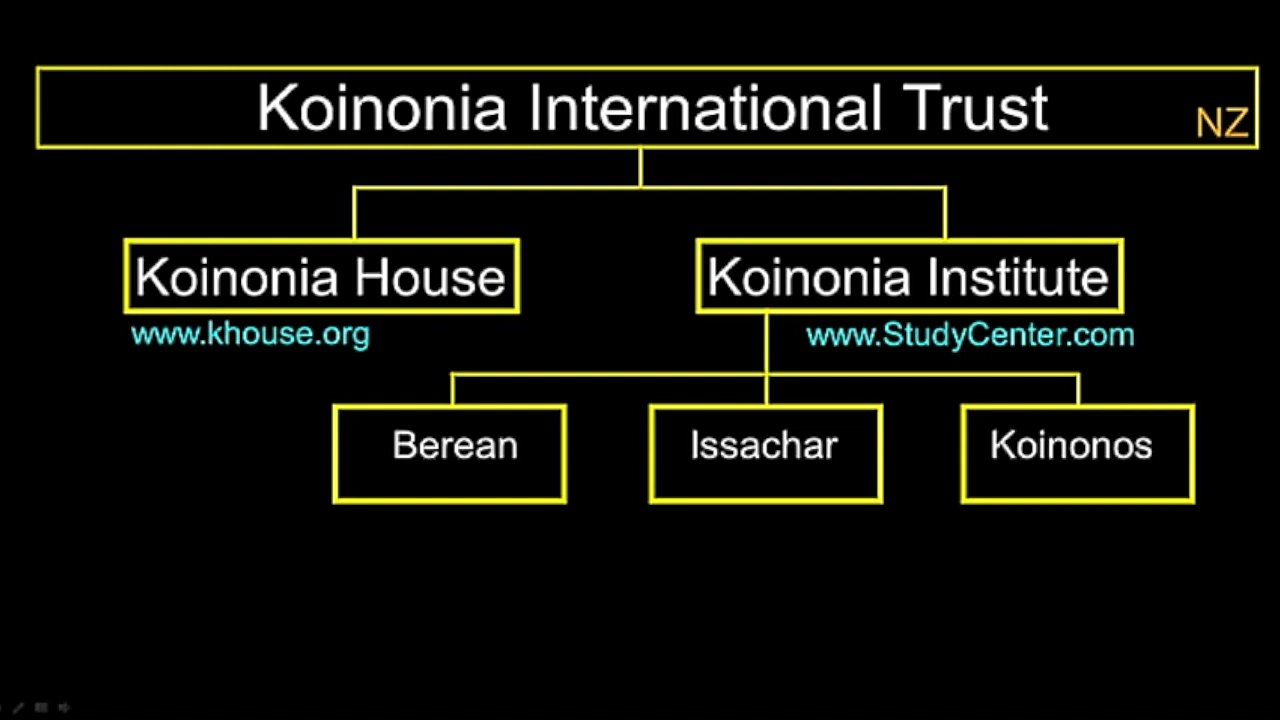 Koinonia International Trust NZ
Koinonia House
Koinonia Institute
www.khouse.org
www.StudyCenter.com
Berean
Issachar
Koinonos